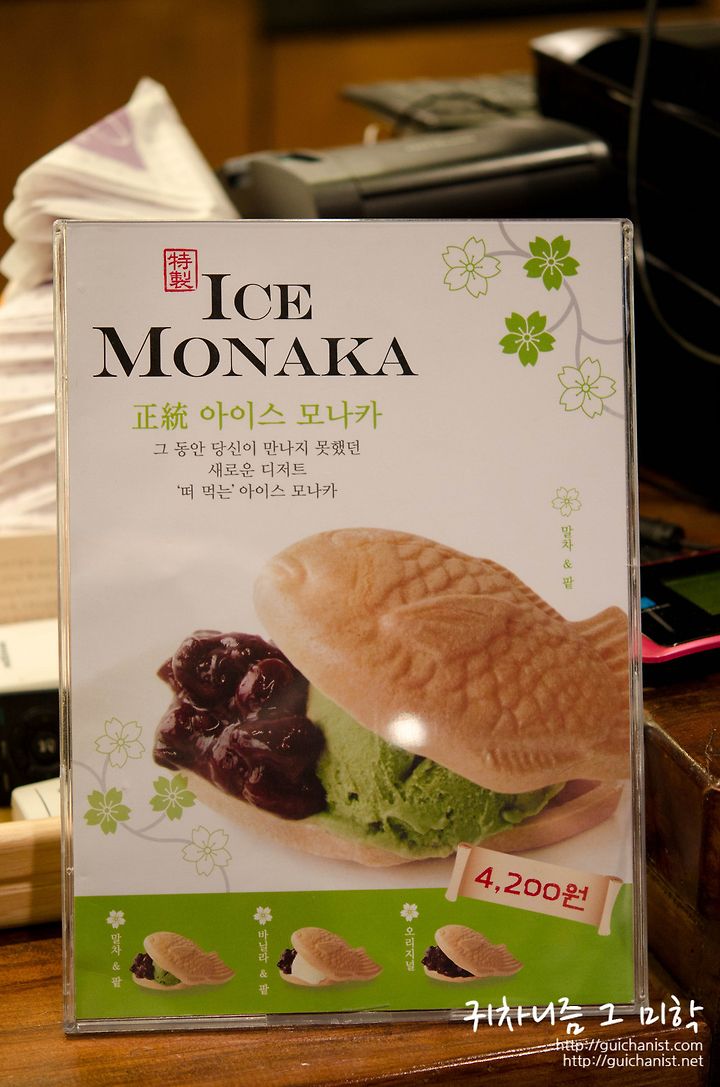 特製
ICE
MONAKA
正統 아이스 모나카
그 동안 당신이 만나지 못했던
새로운 디저트
‘떠 먹는’ 아이스 모나카
말차 & 팥
4,200원
말차 & 팥
바닐라 & 팥
오리지널
귀차니즘 그 미학
http://guichanist.com
http://guichanist.net